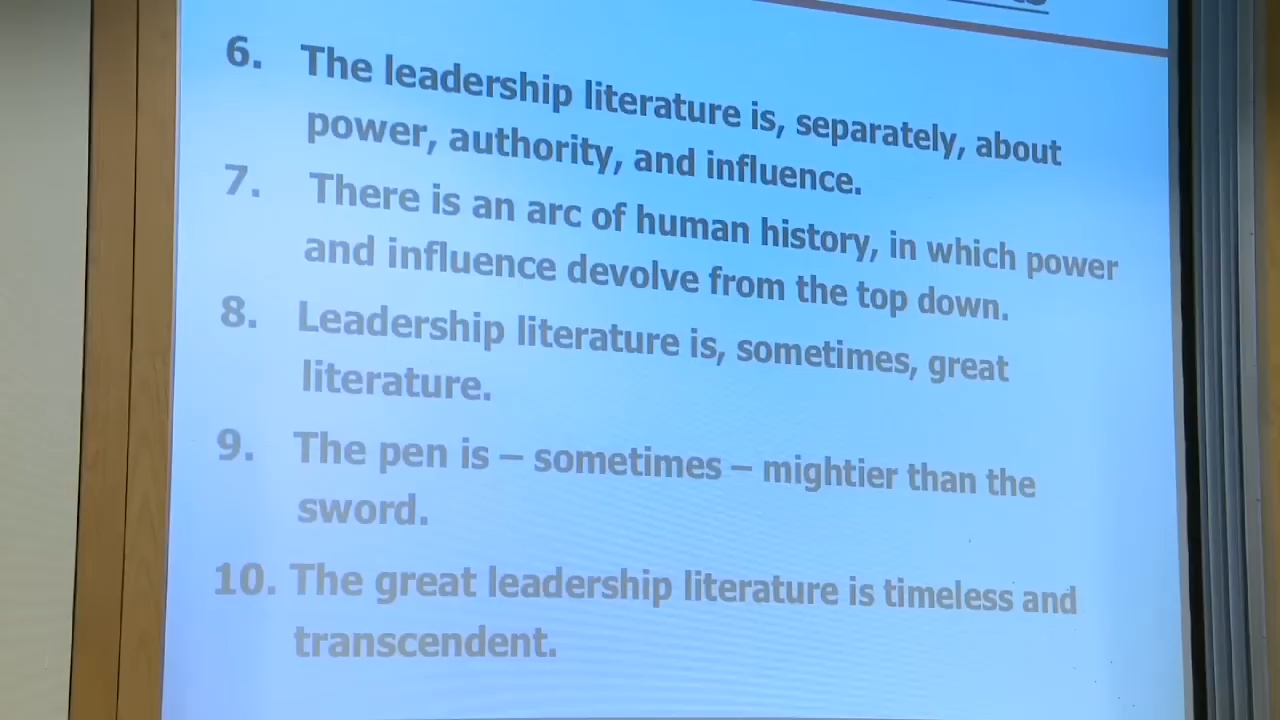 6. The leadership literature is, separately, about
power, authority, and influence.
7. There is an arc of human history, in which power
and influence devolve from the top down.
8. Leadership literature is, sometimes, great
literature.
9. The pen is – sometimes – mightier than the
sword.
10. The great leadership literature is timeless and
transcendent.